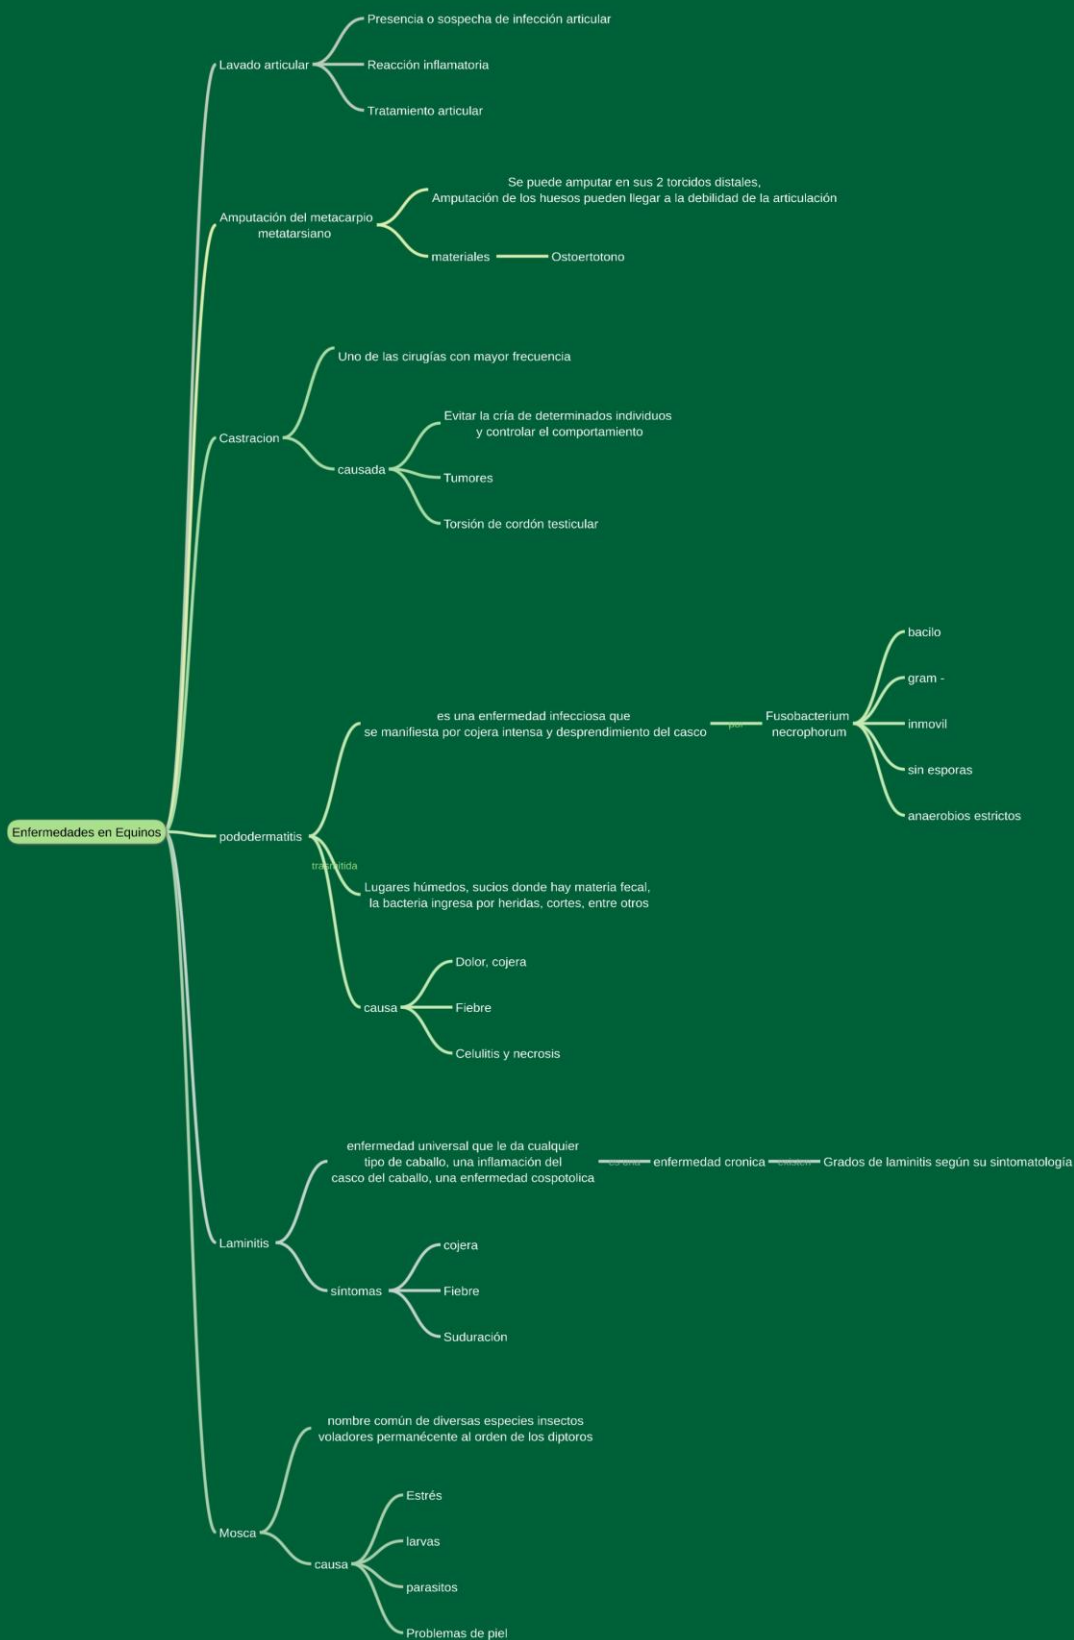 Enfermedades en Equinos
Lavado articular
Presencia o sospecha de infección articular
Reacción inflamatoria
Tratamiento articular
Amputación del metacarpio
metatarsiano
Se puede amputar en sus 2 torcidos distales,
Amputación de los huesos pueden llegar a la debilidad de la articulación
materiales
Ostoertotono
Castracion
Uno de las cirugías con mayor frecuencia
causada
Evitar la cría de determinados individuos
y controlar el comportamiento
Tumores
Torsión de cordón testicular
pododermatitis
es una enfermedad infecciosa que
se manifiesta por cojera intensa y desprendimiento del casco
por
Fusobacterium
necrophorum
bacilo
gram -
inmovil
sin esporas
anaerobios estrictos
trasmitida
Lugares húmedos, sucios donde hay materia fecal,
la bacteria ingresa por heridas, cortes, entre otros
causa
Dolor, cojera
Fiebre
Celulitis y necrosis
Laminitis
enfermedad universal que le da cualquier
tipo de caballo, una inflamación del
casco del caballo, una enfermedad cospotolica
es una
enfermedad cronica
existen
Grados de laminitis según su sintomatología
síntomas
cojera
Fiebre
Suduración
Mosca
nombre común de diversas especies insectos
voladores permanécente al orden de los diptoros
causa
Estrés
larvas
parasitos
Problemas de piel